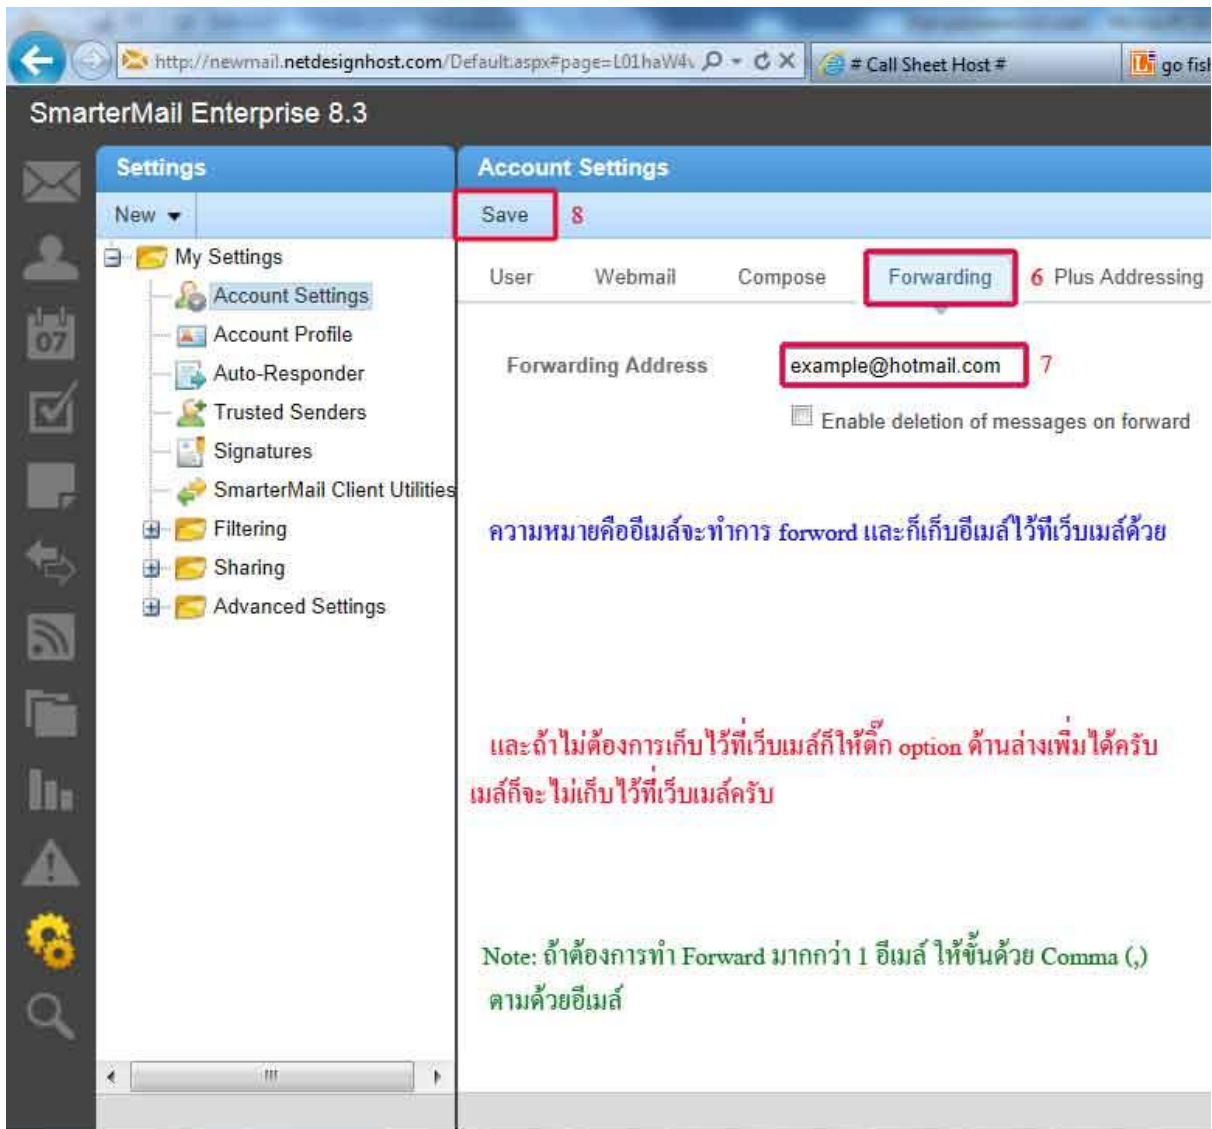 http://newmail.netdesignhost.com/Default.aspx#page=L01haW4v
# Call Sheet Host #
go fish
SmarterMail Enterprise 8.3
Settings
Account Settings
New
Save 8
My Settings
User Webmail Compose Forwarding 6 Plus Addressing
Account Settings
Account Profile
07
Forwarding Address example@hotmail.com 7
Auto-Responder
Trusted Senders
Enable deletion of messages on forward
Signatures
SmarterMail Client Utilities
Filtering
ความหมายคืออีเมล์จะทำการ forword และก็เก็บอีเมล์ไว้ที่เว็บเมล์ด้วย
Sharing
Advanced Settings
และถ้าไม่ต้องการเก็บไว้ที่เว็บเมล์ก็ให้ติ๊ก option ด้านล่างเพิ่มได้ครับ
เมล์ก็จะไม่เก็บไว้ที่เว็บเมล์ครับ
Note: ถ้าต้องการทำ Forward มากกว่า 1 อีเมล์ ให้ขั้นด้วย Comma (,)
ตามด้วยอีเมล์